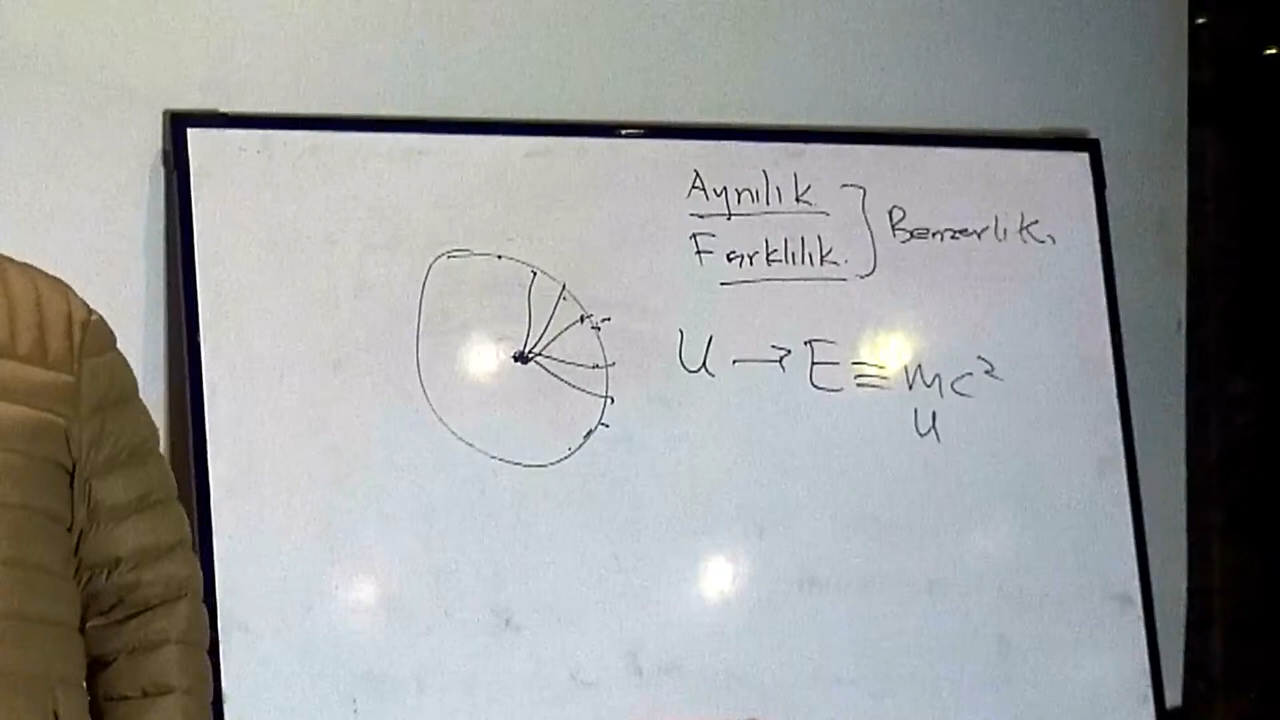 Aynılık
Farklılık.
Benzerlik,
U → E ≡ mc²
U